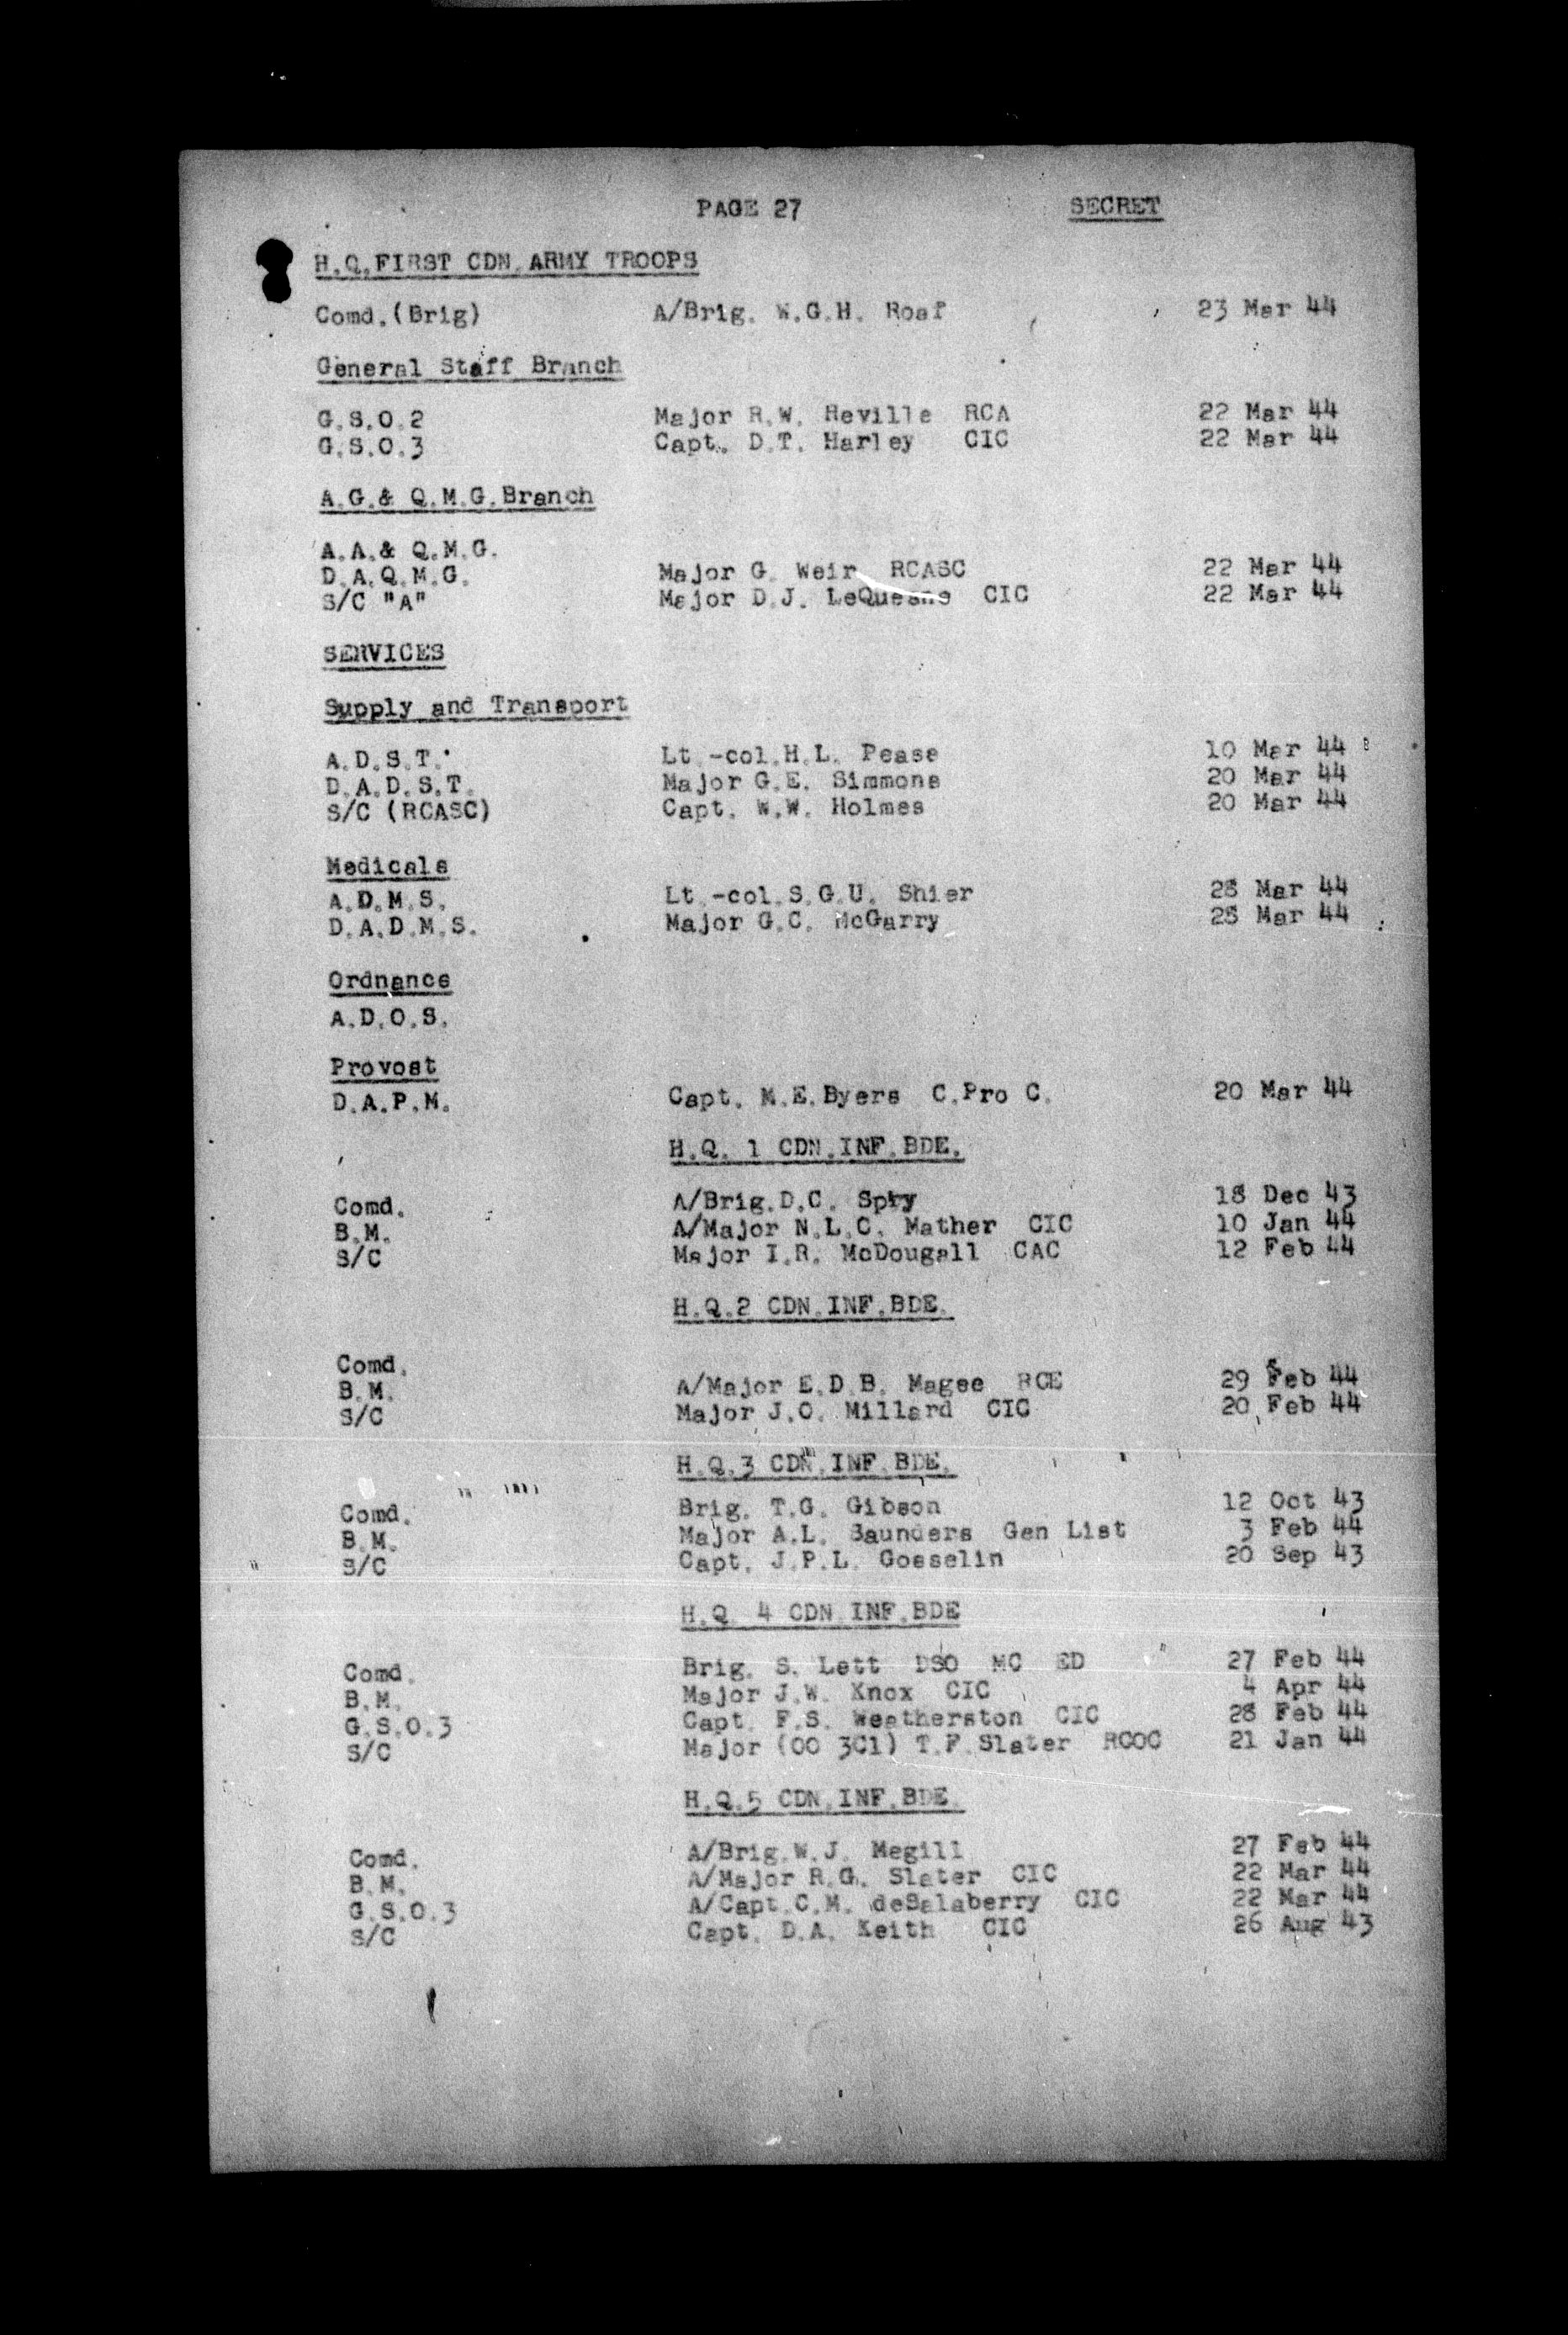 PAGE 27 SECRET
H.Q.FIRST CDN.ARMY TROOPS
Comd.(Brig) A/Brig. W.G.H. Roaf 23 Mar 44
General Staff Branch
G.S.O.2 Major R.W. Heville RCA 22 Mar 44
G.S.O.3 Capt. D.T. Harley CIC 22 Mar 44
A.G.& Q.M.G.Branch
A.A.& Q.M.G.
D.A.Q.M.G. Major G. Weir RCASC 22 Mar 44
S/C "A" Major D.J. LeQuesne CIC 22 Mar 44
SERVICES
Supply and Transport
A.D.S.T. Lt.-col.H.L. Pease 10 Mar 44
D.A.D.S.T. Major G.E. Simmons 20 Mar 44
S/C (RCASC) Capt. W.W. Holmes 20 Mar 44
Medicals
A.D.M.S. Lt.-col.S.G.U. Shier 28 Mar 44
D.A.D.M.S. Major G.C. McGarry 28 Mar 44
Ordnance
A.D.O.S.
Provost
D.A.P.M. Capt. M.E.Byers C.Pro C. 20 Mar 44
H.Q. 1 CDN.INF.BDE.
Comd. A/Brig.D.C. Spry 18 Dec 43
B.M. A/Major N.L.C. Mather CIC 10 Jan 44
S/C Major I.R. McDougall CAC 12 Feb 44
H.Q.2 CDN.INF.BDE.
Comd.
B.M. A/Major E.D.B. Magee RCE 29 Feb 44
S/C Major J.O. Millard CIC 20 Feb 44
H.Q.3 CDN.INF.BDE.
Comd. Brig. T.G. Gibson 12 Oct 43
B.M. Major A.L. Saunders Gen List 3 Feb 44
S/C Capt. J.P.L. Gosselin 20 Sep 43
H.Q. 4 CDN INF.BDE
Comd. Brig. S. Lett DSO MC ED 27 Feb 44
B.M. Major J.W. Knox CIC 4 Apr 44
G.S.O.3 Capt. F.S. Weatherston CIC 28 Feb 44
S/C Major (OO 3Cl) T.F.Slater RCOC 21 Jan 44
H.Q.5 CDN.INF.BDE.
Comd. A/Brig.W.J. Megill 27 Feb 44
B.M. A/Major R.G. Slater CIC 22 Mar 44
G.S.O.3 A/Capt.C.M. deSalaberry CIC 22 Mar 44
S/C Capt. D.A. Keith CIC 26 Aug 43